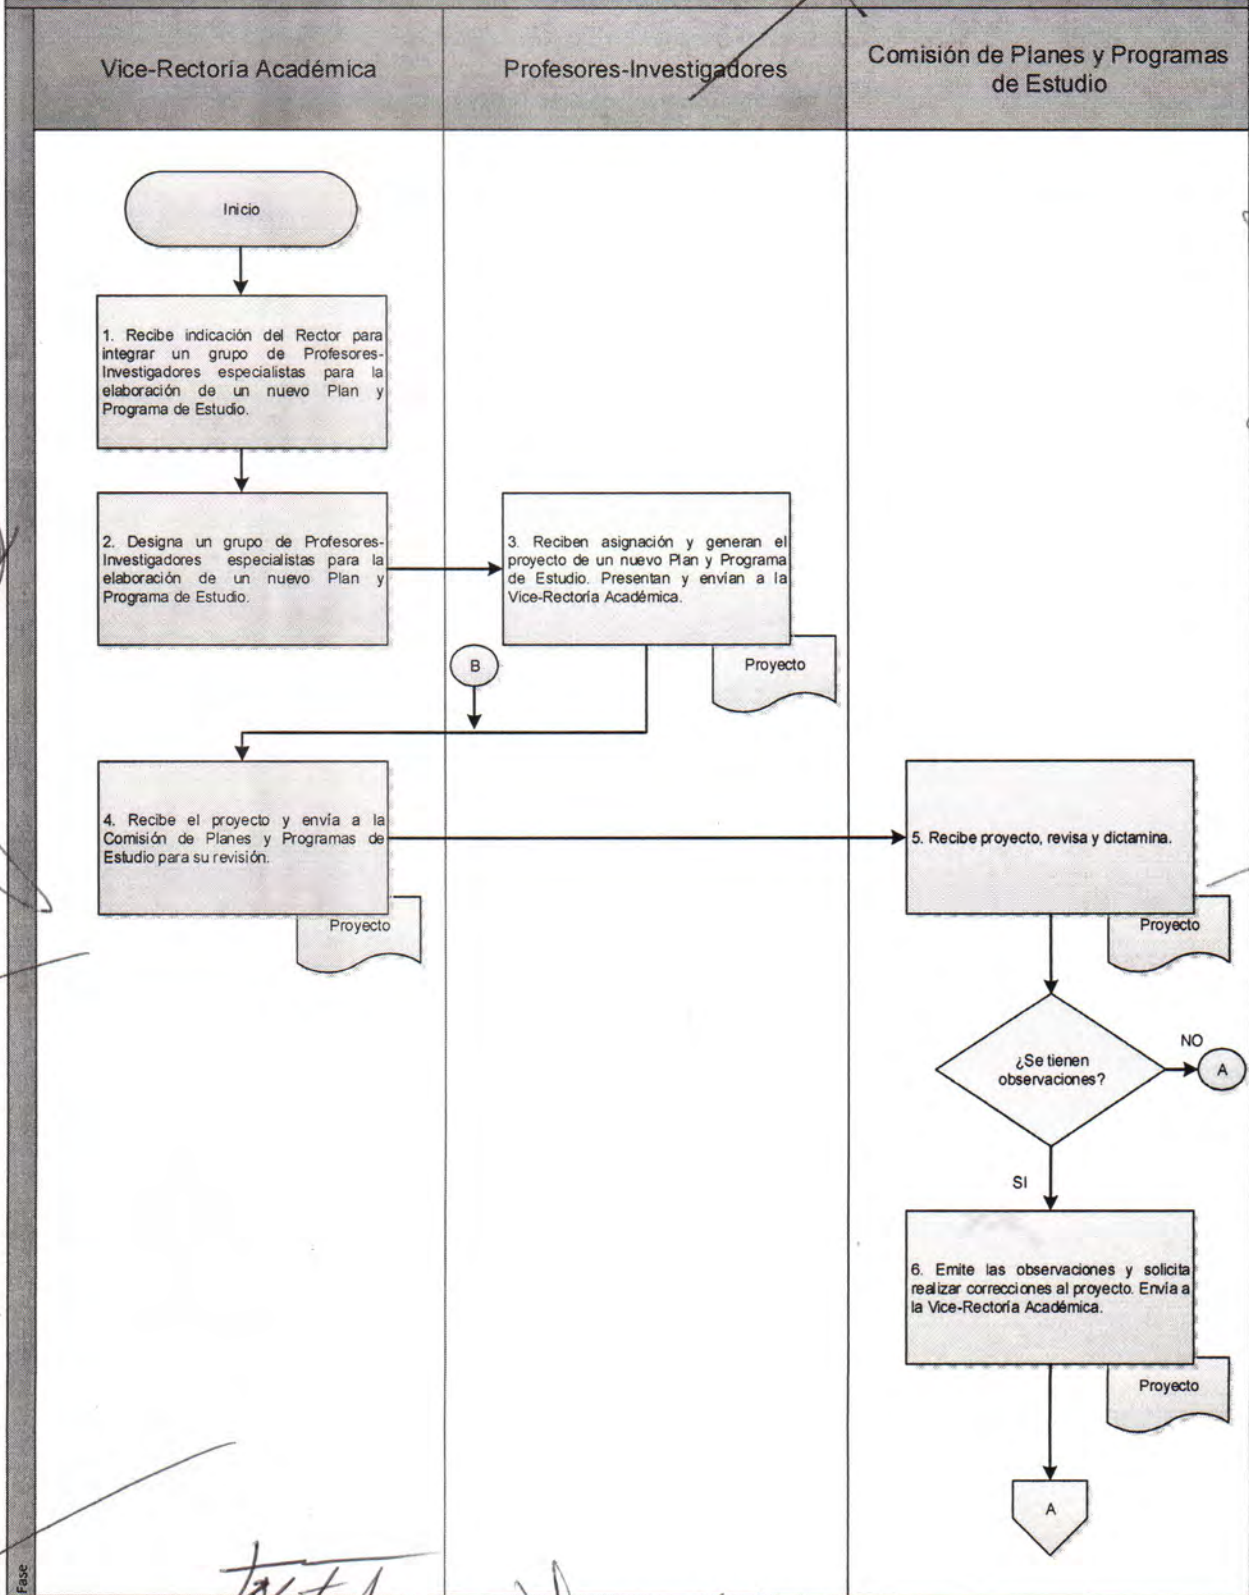 Vice-Rectoría Académica
Profesores-Investigadores
Comisión de Planes y Programas
de Estudio
Inicio
1. Recibe indicación del Rector para
integrar un grupo de Profesores-
Investigadores especialistas para la
elaboración de un nuevo Plan y
Programa de Estudio.
2. Designa un grupo de Profesores-
Investigadores especialistas para la
elaboración de un nuevo Plan y
Programa de Estudio.
3. Reciben asignación y generan el
proyecto de un nuevo Plan y Programa
de Estudio. Presentan y envían a la
Vice-Rectoría Académica.
Proyecto
B
4. Recibe el proyecto y envía a la
Comisión de Planes y Programas de
Estudio para su revisión.
Proyecto
5. Recibe proyecto, revisa y dictamina.
Proyecto
¿Se tienen
observaciones?
NO
A
SI
6. Emite las observaciones y solicita
realizar correcciones al proyecto. Envía a
la Vice-Rectoría Académica.
Proyecto
A
Fase